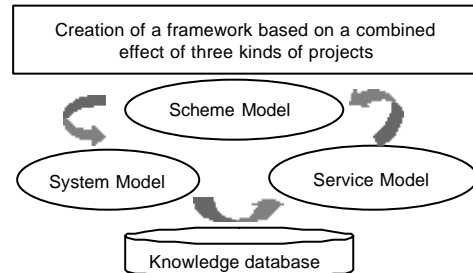 Creation of a framework based on a combined
effect of three kinds of projects
Scheme Model
System Model
Service Model
Knowledge database